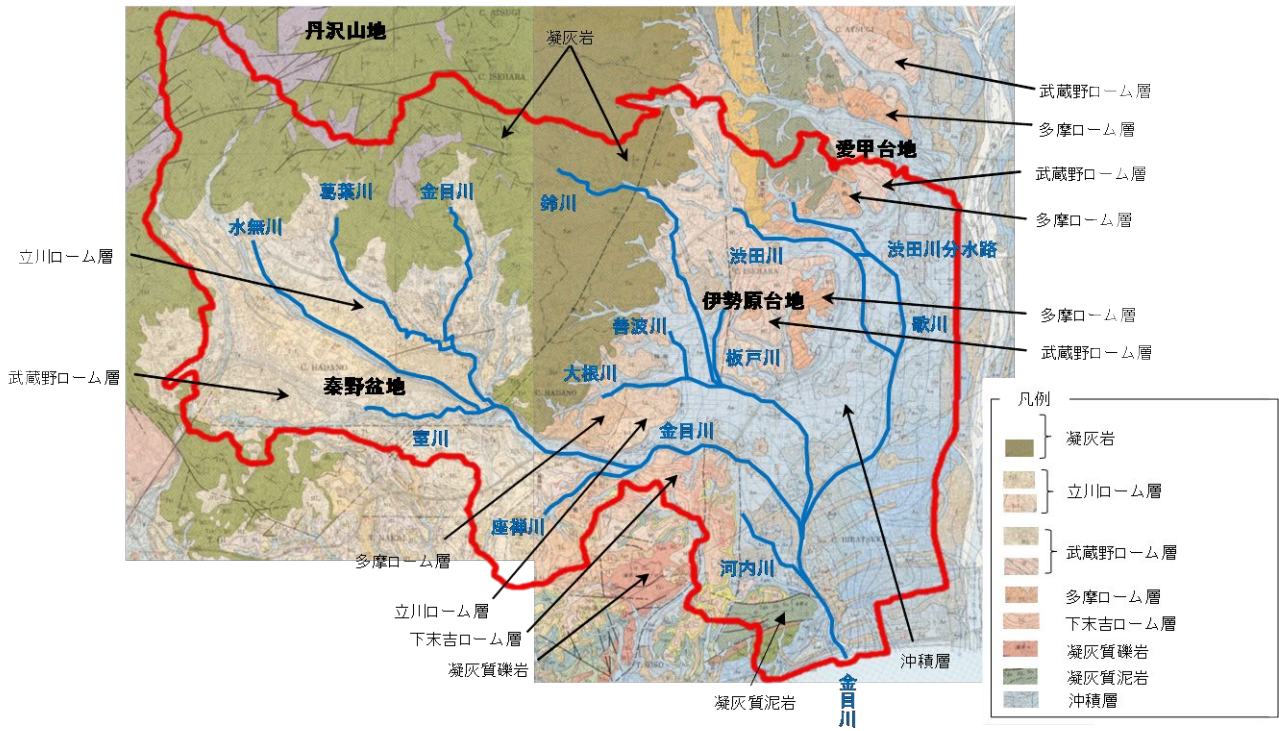 丹沢山地
凝灰岩
C. ATSUGI
C. ATSUGI
C. ISEHARA
武蔵野ローム層
多摩ローム層
愛甲台地
武蔵野ローム層
多摩ローム層
葛葉川
金目川
鈴川
水無川
渋田川
渋田川分水路
立川ローム層
C. ISEHARA
伊勢原台地
多摩ローム層
歌川
善波川
板戸川
武蔵野ローム層
大根川
C. HADANO
武蔵野ローム層
秦野盆地
C. HADANO
室川
金目川
座禅川
多摩ローム層
河内川
立川ローム層
下末吉ローム層
凝灰質礫岩
凝灰質泥岩
沖積層
金目川
凡例
凝灰岩
立川ローム層
武蔵野ローム層
多摩ローム層
下末吉ローム層
凝灰質礫岩
凝灰質泥岩
沖積層